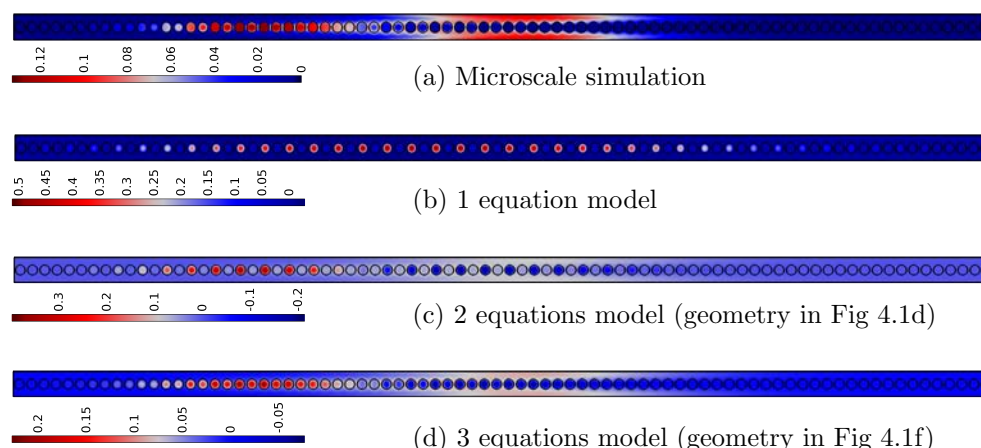 0.12 0.1 0.08 0.06 0.04 0.02 0
(a) Microscale simulation
0.5 0.45 0.4 0.35 0.3 0.25 0.2 0.15 0.1 0.05 0
(b) 1 equation model
0.3 0.2 0.1 0 -0.1 -0.2
(c) 2 equations model (geometry in Fig 4.1d)
0.2 0.15 0.1 0.05 0 -0.05
(d) 3 equations model (geometry in Fig 4.1f)